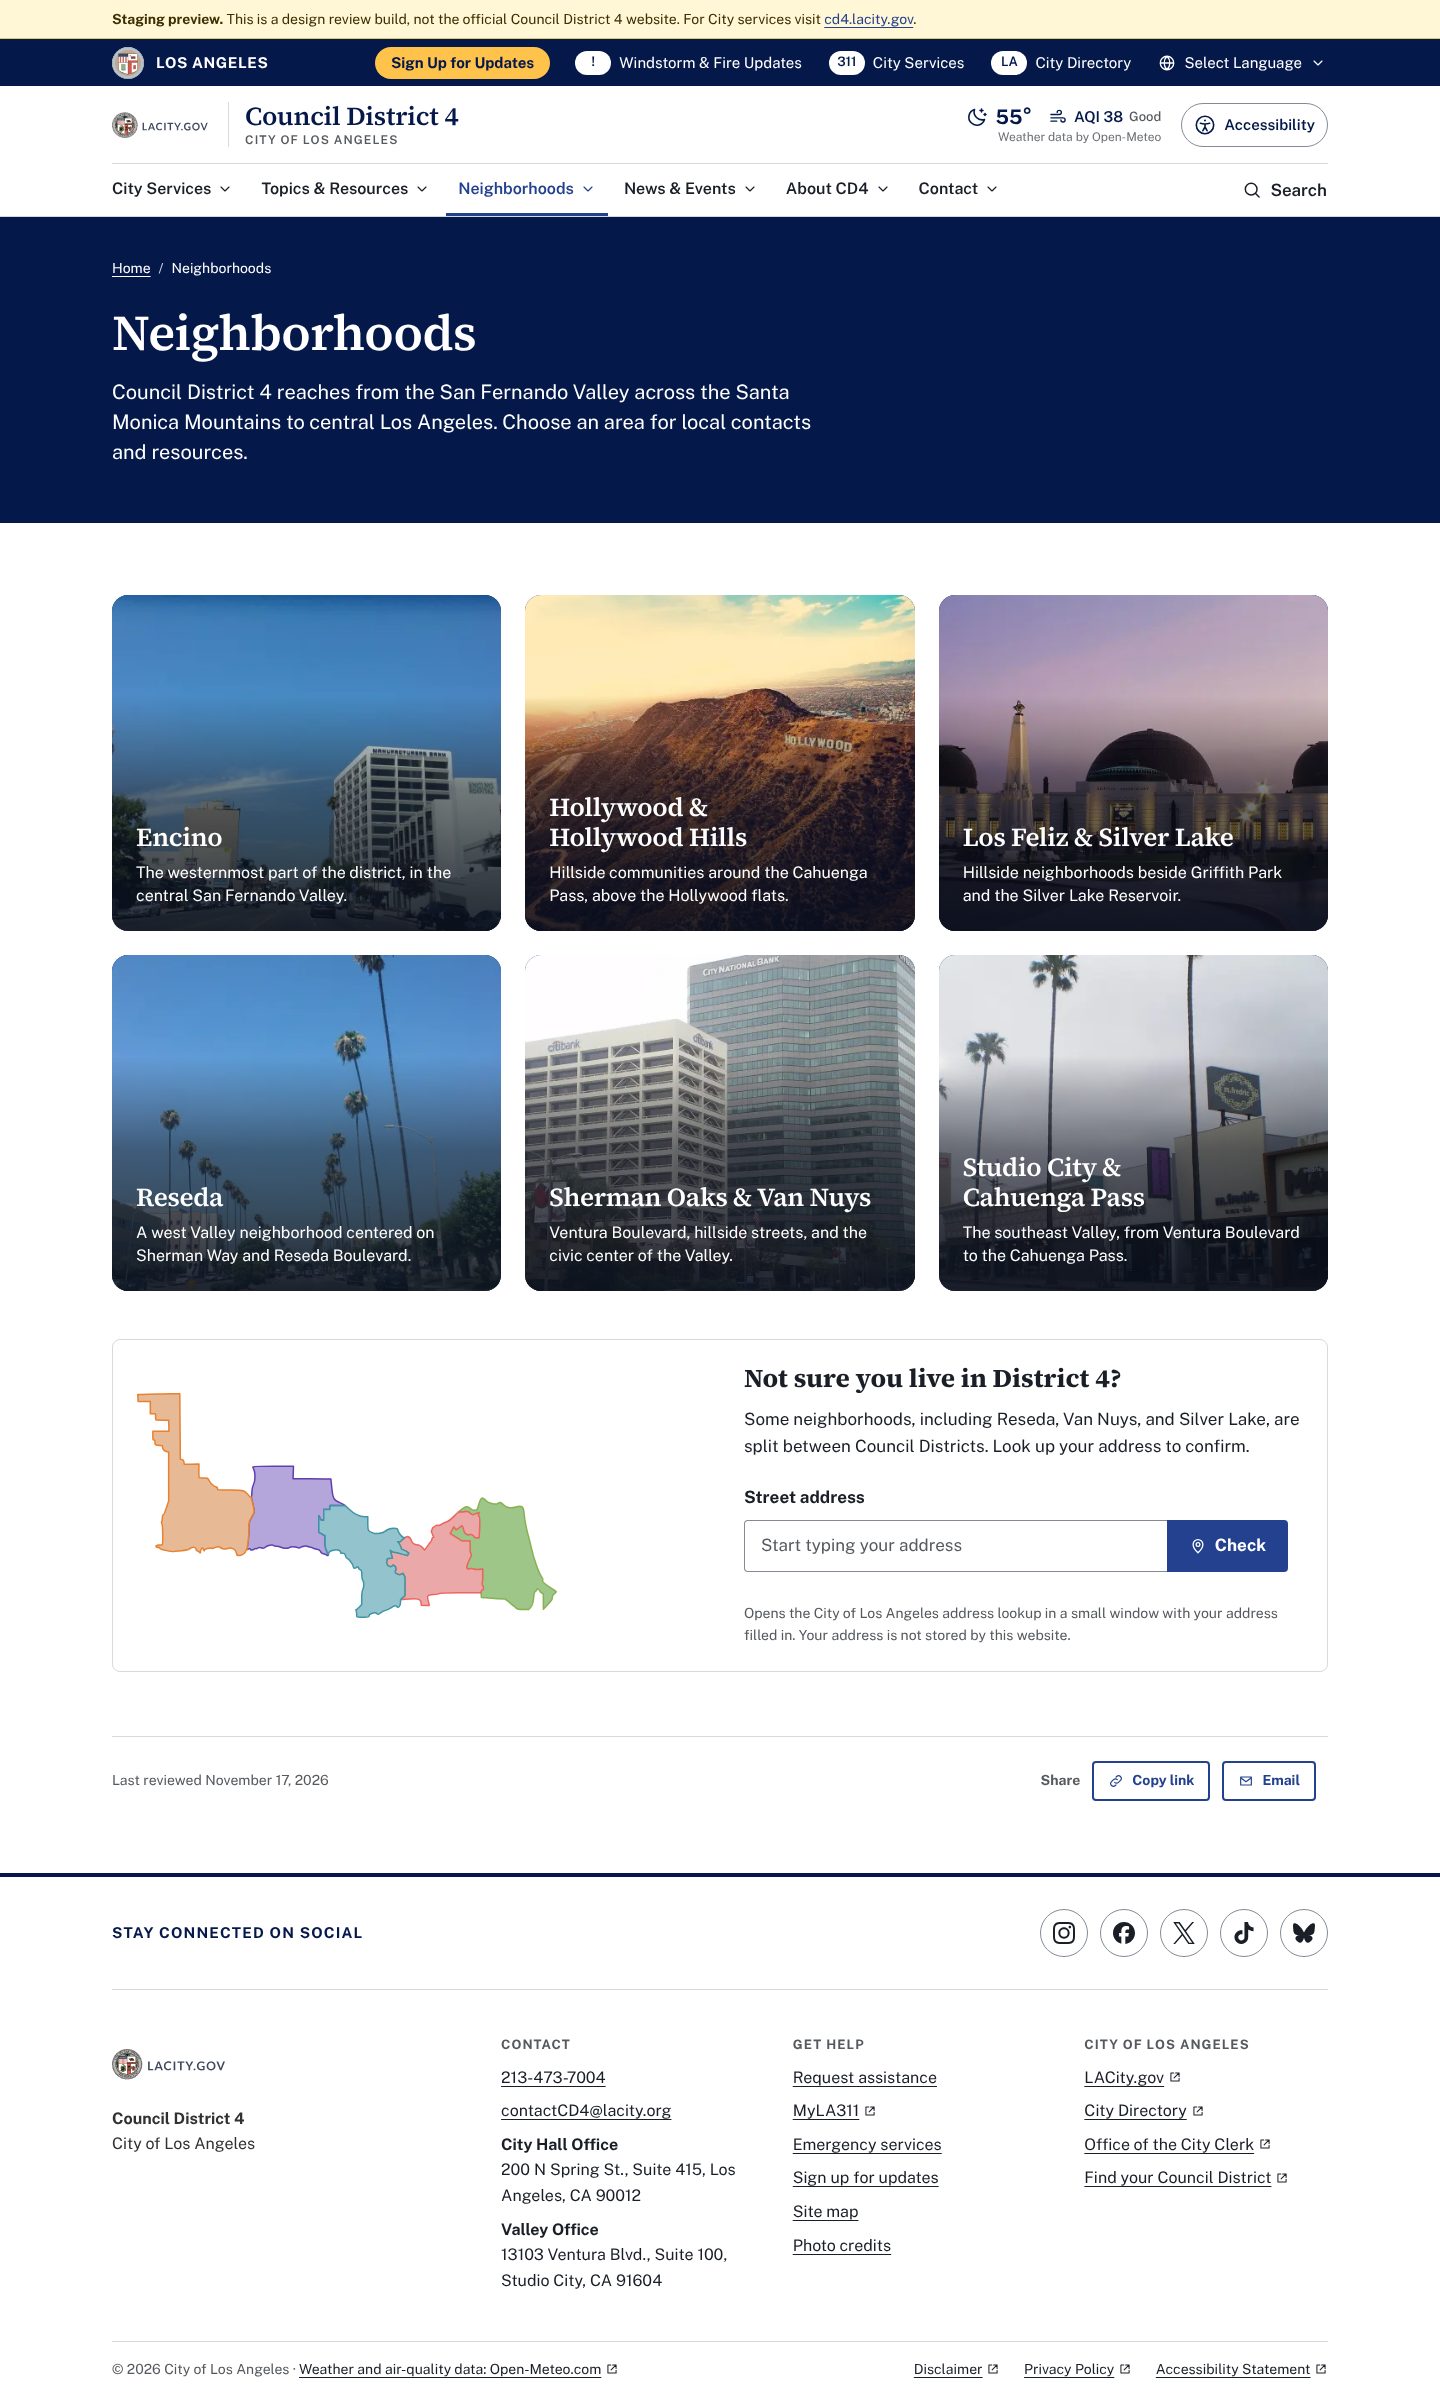 Staging preview. This is a design review build, not the official Council District 4 website. For City services visit cd4.lacity.gov.
LOS ANGELES
Sign Up for Updates
! Windstorm & Fire Updates
311 City Services
LA City Directory
Select Language
LACITY.GOV
Council District 4
CITY OF LOS ANGELES
55° AQI 38 Good
Weather data by Open-Meteo
Accessibility
City Services
Topics & Resources
Neighborhoods
News & Events
About CD4
Contact
Search
Home / Neighborhoods
Neighborhoods
Council District 4 reaches from the San Fernando Valley across the Santa
Monica Mountains to central Los Angeles. Choose an area for local contacts
and resources.
MANUFACTURERS BANK
Encino
The westernmost part of the district, in the
central San Fernando Valley.
HOLLYWOOD
Hollywood &
Hollywood Hills
Hillside communities around the Cahuenga
Pass, above the Hollywood flats.
Los Feliz & Silver Lake
Hillside neighborhoods beside Griffith Park
and the Silver Lake Reservoir.
Reseda
A west Valley neighborhood centered on
Sherman Way and Reseda Boulevard.
CITY NATIONAL BANK
citibank
citibank
Sherman Oaks & Van Nuys
Ventura Boulevard, hillside streets, and the
civic center of the Valley.
m.fredric
m.fredric
Studio City &
Cahuenga Pass
The southeast Valley, from Ventura Boulevard
to the Cahuenga Pass.
Not sure you live in District 4?
Some neighborhoods, including Reseda, Van Nuys, and Silver Lake, are
split between Council Districts. Look up your address to confirm.
Street address
Start typing your address
Check
Opens the City of Los Angeles address lookup in a small window with your address
filled in. Your address is not stored by this website.
Last reviewed November 17, 2026
Share
Copy link
Email
STAY CONNECTED ON SOCIAL
LACITY.GOV
Council District 4
City of Los Angeles
CONTACT
213-473-7004
contactCD4@lacity.org
City Hall Office
200 N Spring St., Suite 415, Los
Angeles, CA 90012
Valley Office
13103 Ventura Blvd., Suite 100,
Studio City, CA 91604
GET HELP
Request assistance
MyLA311
Emergency services
Sign up for updates
Site map
Photo credits
CITY OF LOS ANGELES
LACity.gov
City Directory
Office of the City Clerk
Find your Council District
© 2026 City of Los Angeles · Weather and air-quality data: Open-Meteo.com
Disclaimer
Privacy Policy
Accessibility Statement